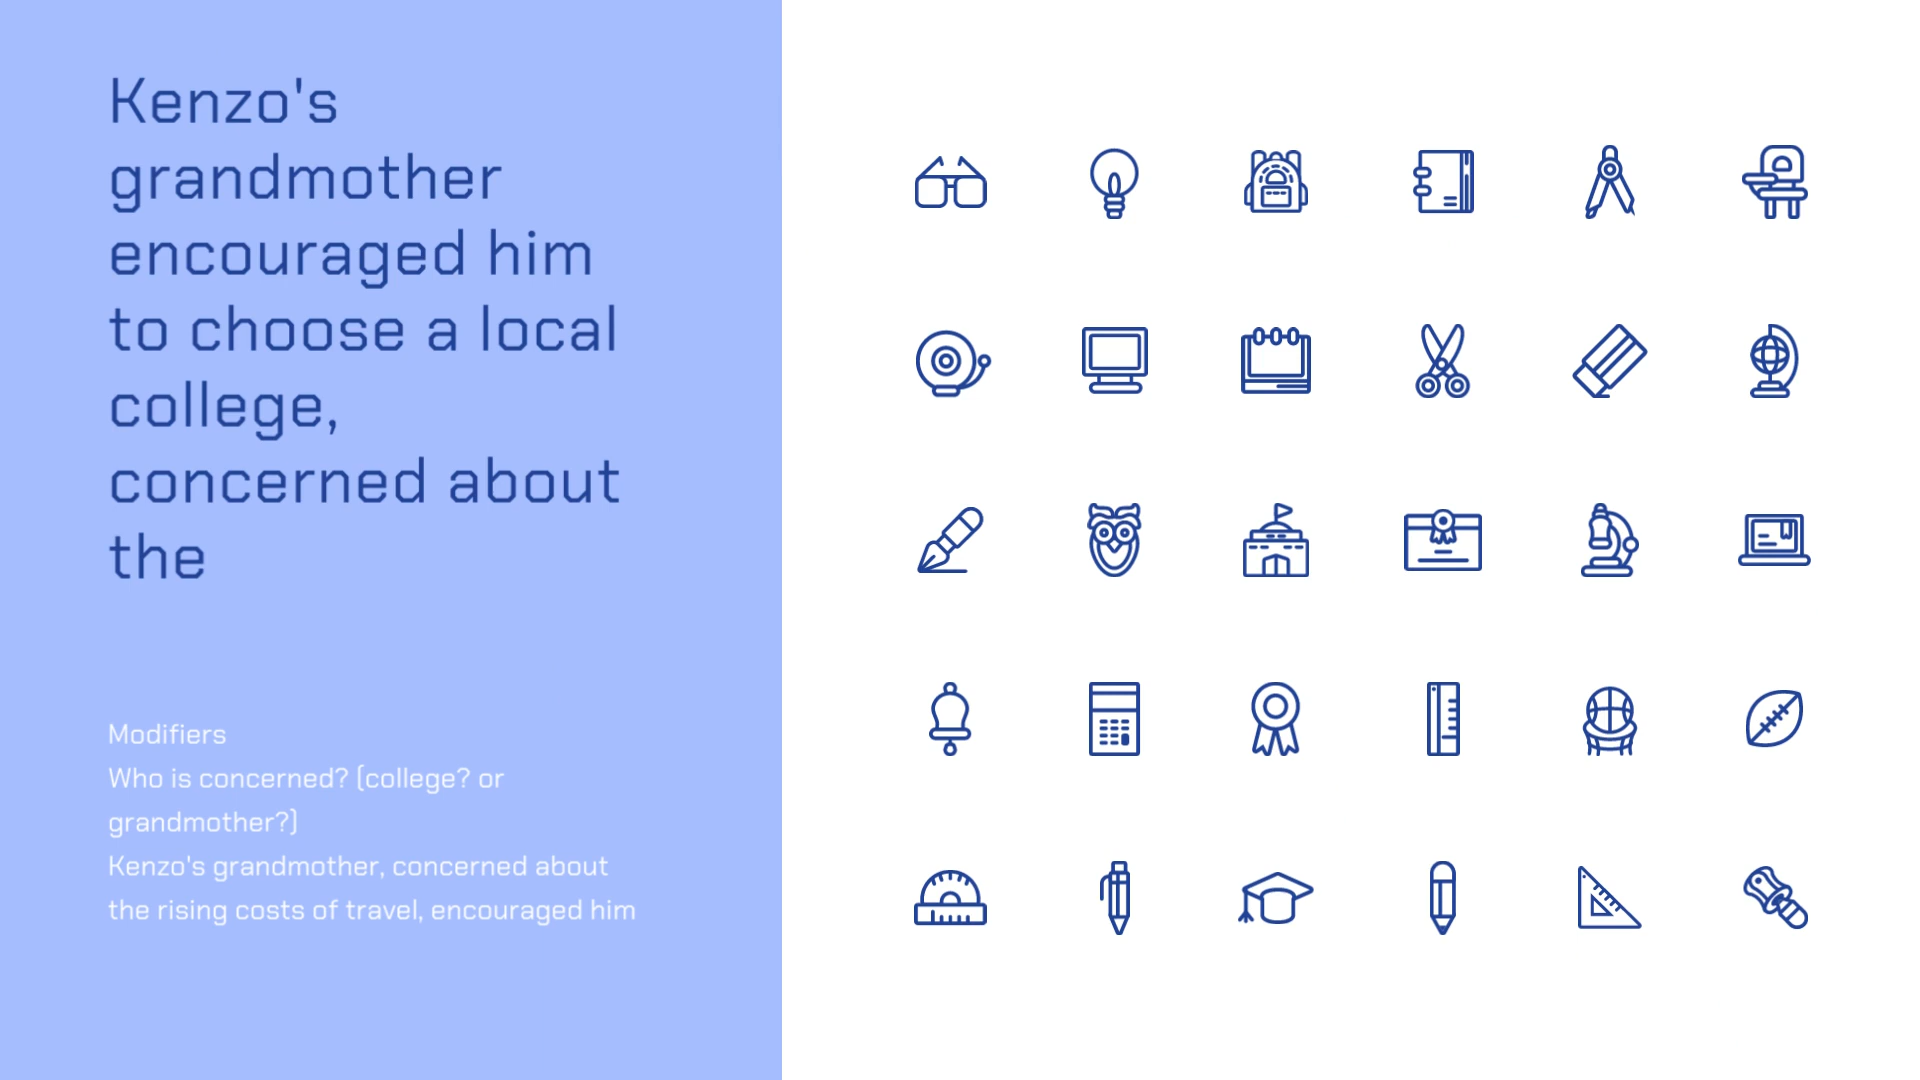 Kenzo's
grandmother
encouraged him
to choose a local
college,
concerned about
the
Modifiers
Who is concerned? (college? or
grandmother?)
Kenzo's grandmother, concerned about
the rising costs of travel, encouraged him